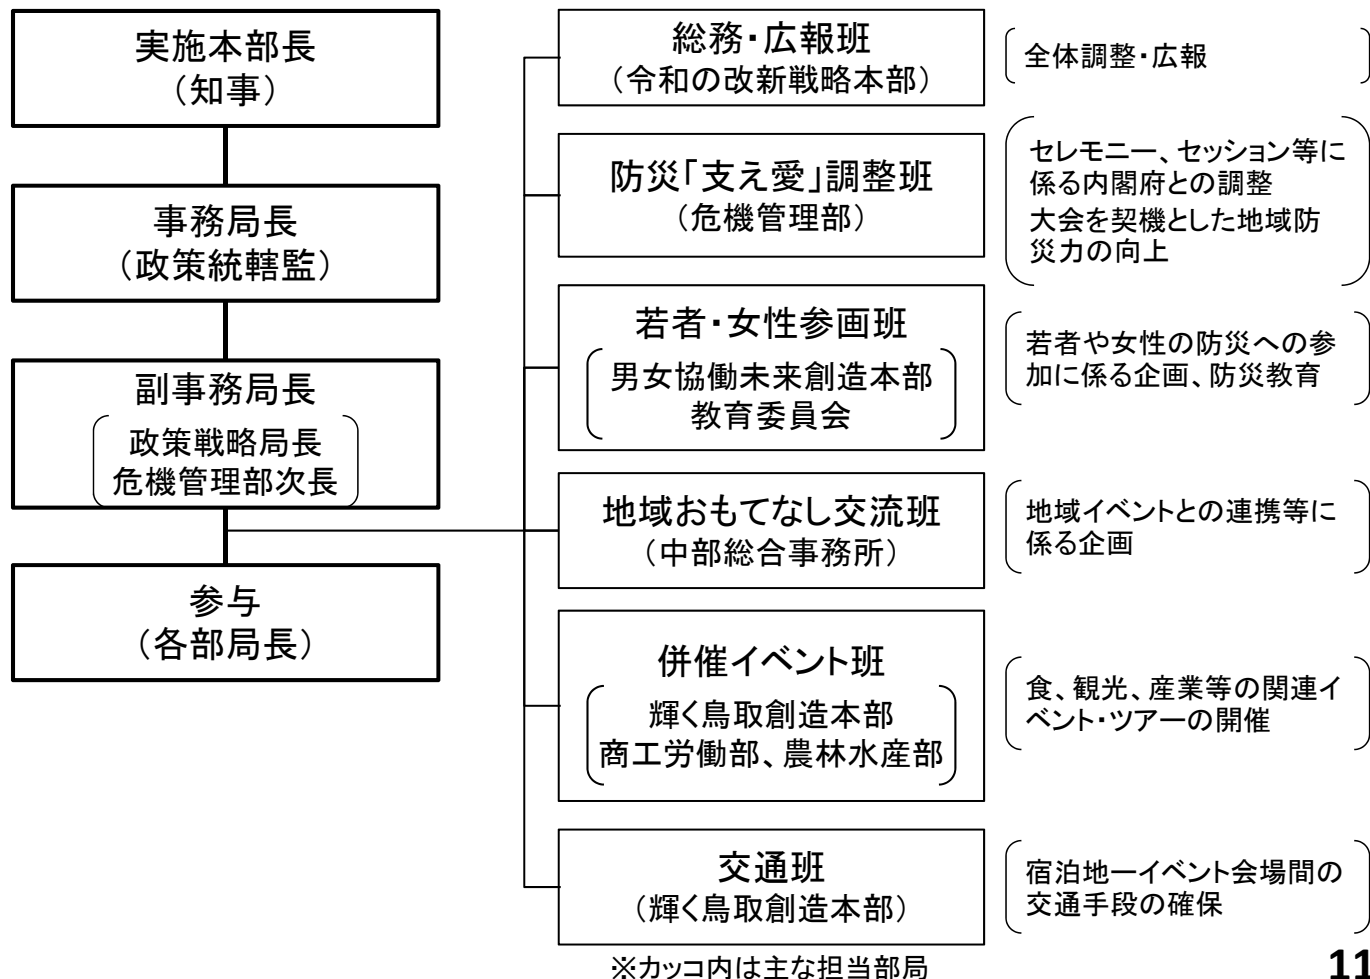 実施本部長
（知事）
事務局長
（政策統轄監）
副事務局長
政策戦略局長
危機管理部次長
参与
（各部局長）
総務・広報班
（令和の改新戦略本部）
全体調整・広報
防災「支え愛」調整班
（危機管理部）
セレモニー、セッション等に
係る内閣府との調整
大会を契機とした地域防
災力の向上
若者・女性参画班
男女協働未来創造本部
教育委員会
若者や女性の防災への参
加に係る企画、防災教育
地域おもてなし交流班
（中部総合事務所）
地域イベントとの連携等に
係る企画
併催イベント班
輝く鳥取創造本部
商工労働部、農林水産部
食、観光、産業等の関連イ
ベント・ツアーの開催
交通班
（輝く鳥取創造本部）
宿泊地ーイベント会場間の
交通手段の確保
※カッコ内は主な担当部局
11